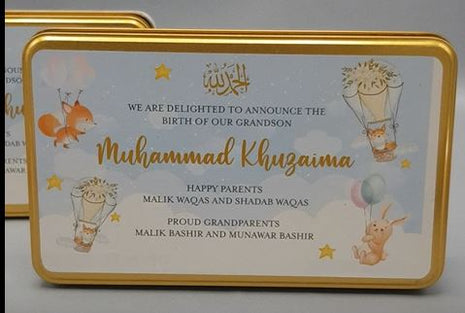 الحمد لله
WE ARE DELIGHTED TO ANNOUNCE THE
BIRTH OF OUR GRANDSON
Muhammad Khuzaima
HAPPY PARENTS
MALIK WAQAS AND SHADAB WAQAS
PROUD GRANDPARENTS
MALIK BASHIR AND MUNAWAR BASHIR